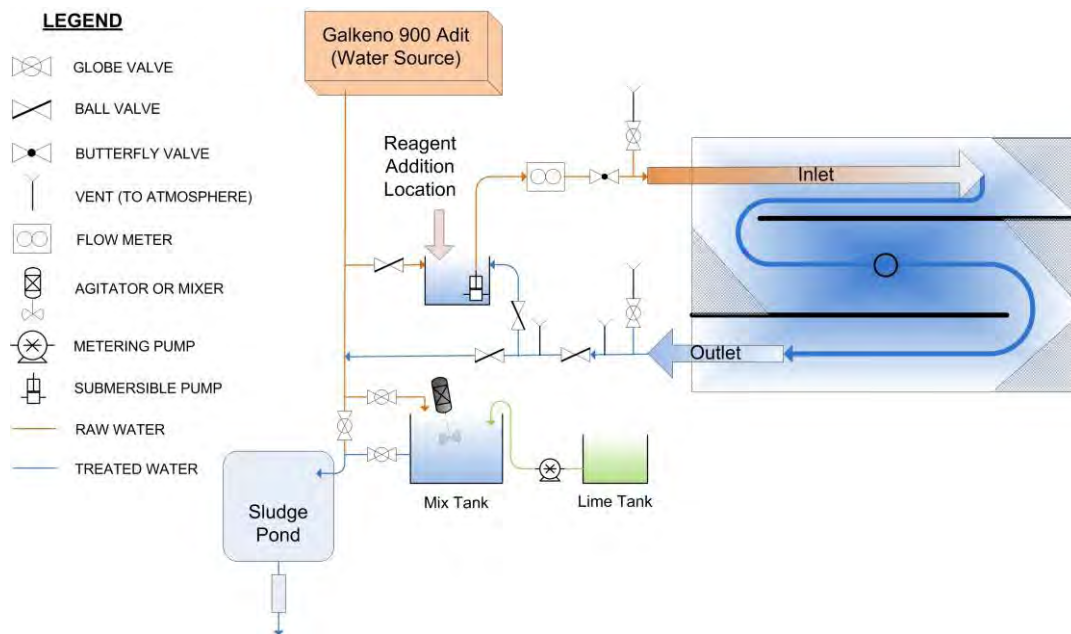 LEGEND
GLOBE VALVE
BALL VALVE
BUTTERFLY VALVE
VENT (TO ATMOSPHERE)
FLOW METER
AGITATOR OR MIXER
METERING PUMP
SUBMERSIBLE PUMP
RAW WATER
TREATED WATER
Galkeno 900 Adit
(Water Source)
Reagent
Addition
Location
Inlet
Outlet
Mix Tank
Lime Tank
Sludge
Pond